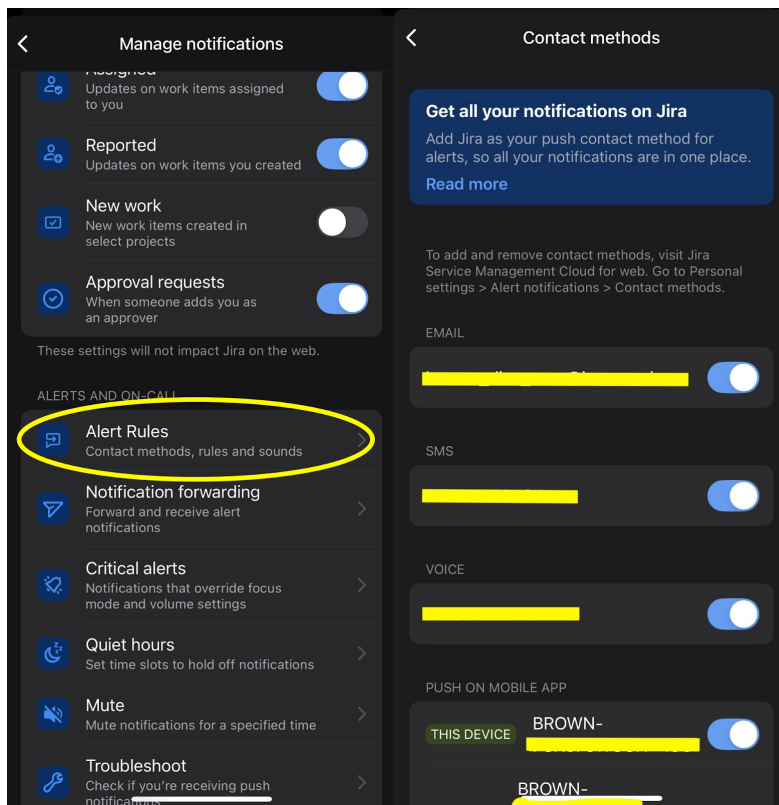 Manage notifications
Assigned
Updates on work items assigned
to you
Reported
Updates on work items you created
New work
New work items created in
select projects
Approval requests
When someone adds you as
an approver
These settings will not impact Jira on the web.
ALERTS AND ON-CALL
Alert Rules
Contact methods, rules and sounds
Notification forwarding
Forward and receive alert
notifications
Critical alerts
Notifications that override focus
mode and volume settings
Quiet hours
Set time slots to hold off notifications
Mute
Mute notifications for a specified time
Troubleshoot
Check if you're receiving push
notifications
Contact methods
Get all your notifications on Jira
Add Jira as your push contact method for
alerts, so all your notifications are in one place.
Read more
To add and remove contact methods, visit Jira
Service Management Cloud for web. Go to Personal
settings > Alert notifications > Contact methods.
EMAIL
SMS
VOICE
PUSH ON MOBILE APP
THIS DEVICE
BROWN-
BROWN-